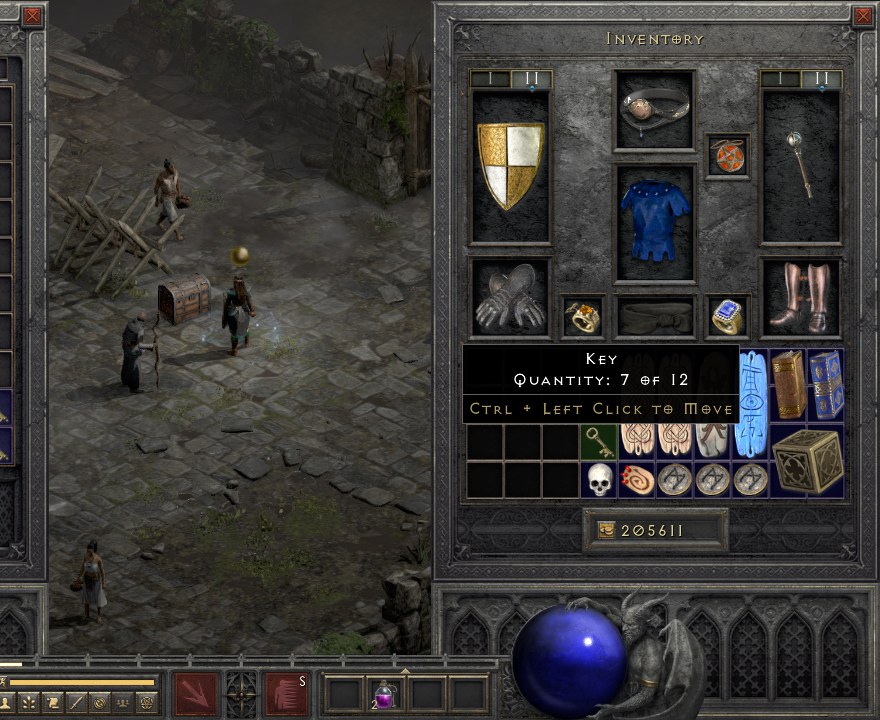 Inventory
I II
I II
Key
Quantity: 7 of 12
Ctrl + Left Click to Move
205611
S
2